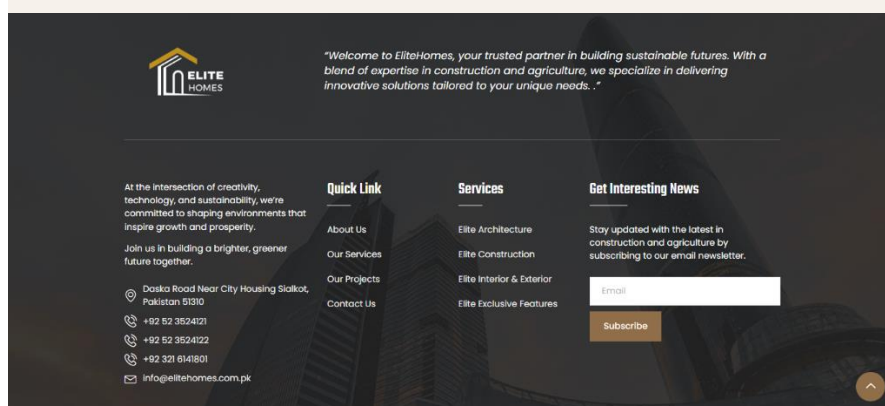 ELITE
HOMES
"Welcome to EliteHomes, your trusted partner in building sustainable futures. With a
blend of expertise in construction and agriculture, we specialize in delivering
innovative solutions tailored to your unique needs. ."
At the intersection of creativity,
technology, and sustainability, we're
committed to shaping environments that
inspire growth and prosperity.
Join us in building a brighter, greener
future together.
Daska Road Near City Housing Sialkot,
Pakistan 51310
+92 52 3524121
+92 52 3524122
+92 321 6141801
info@elitehomes.com.pk
Quick Link
About Us
Our Services
Our Projects
Contact Us
Services
Elite Architecture
Elite Construction
Elite Interior & Exterior
Elite Exclusive Features
Get Interesting News
Stay updated with the latest in
construction and agriculture by
subscribing to our email newsletter.
Email
Subscribe